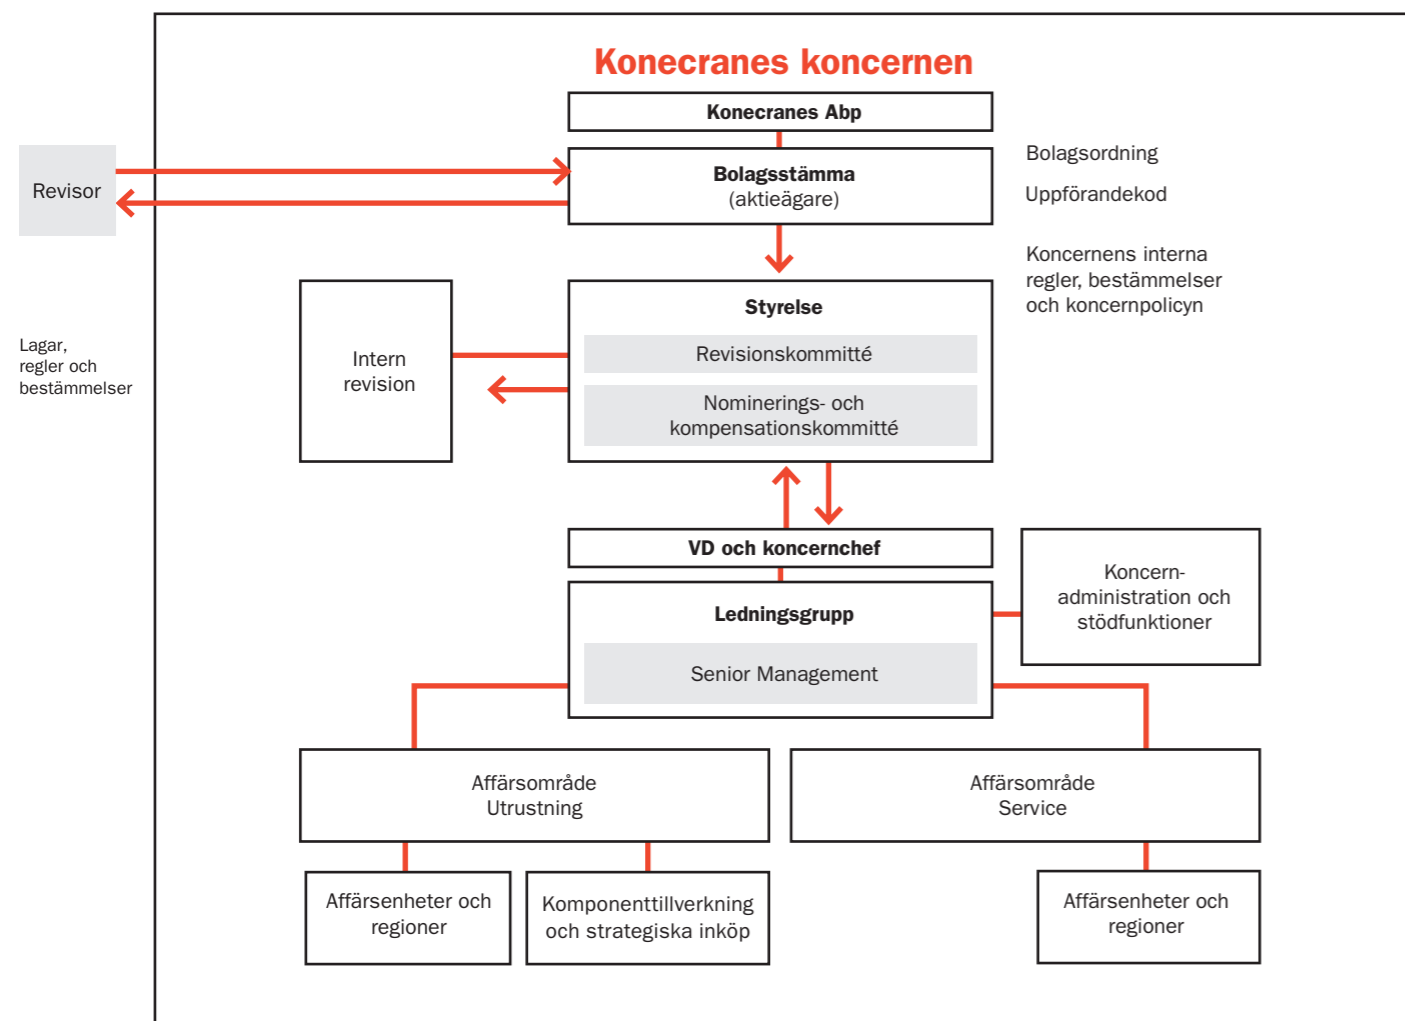 Konecranes koncernen
Konecranes Abp
Revisor
Bolagsstämma
(aktieägare)
Bolagsordning
Uppförandekod
Koncernens interna
regler, bestämmelser
och koncernpolicyn
Lagar,
regler och
bestämmelser
Intern
revision
Styrelse
Revisionskommitté
Nominerings- och
kompensationskommitté
VD och koncernchef
Ledningsgrupp
Senior Management
Koncern-
administration och
stödfunktioner
Affärsområde
Utrustning
Affärsområde
Service
Affärsenheter och
regioner
Komponenttillverkning
och strategiska inköp
Affärsenheter och
regioner